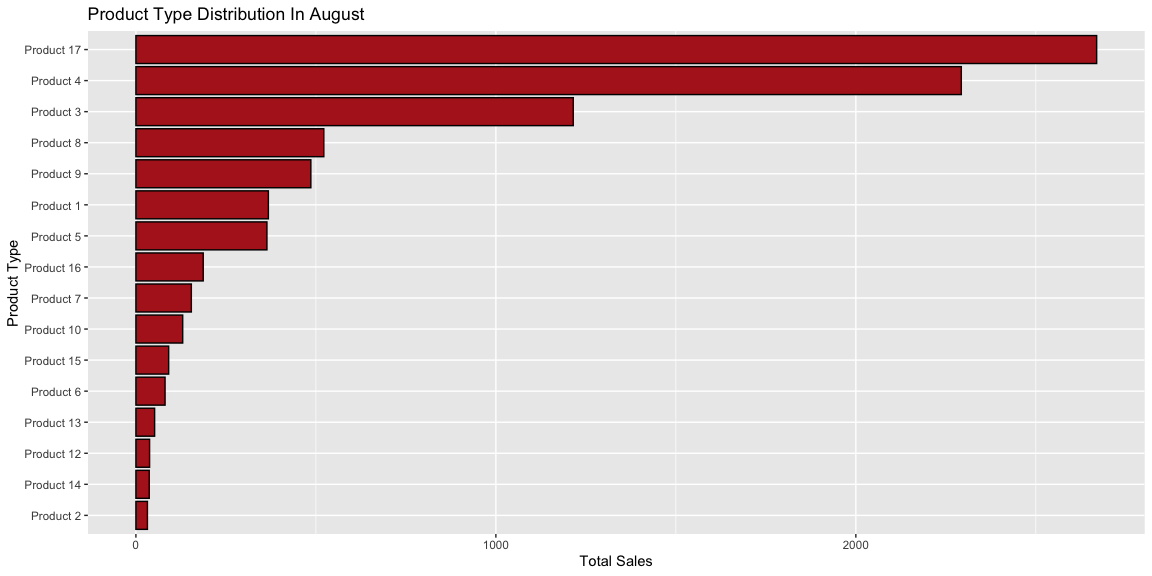 Product Type Distribution In August
Product Type
Product 17
Product 4
Product 3
Product 8
Product 9
Product 1
Product 5
Product 16
Product 7
Product 10
Product 15
Product 6
Product 13
Product 12
Product 14
Product 2
0 1000 2000
Total Sales